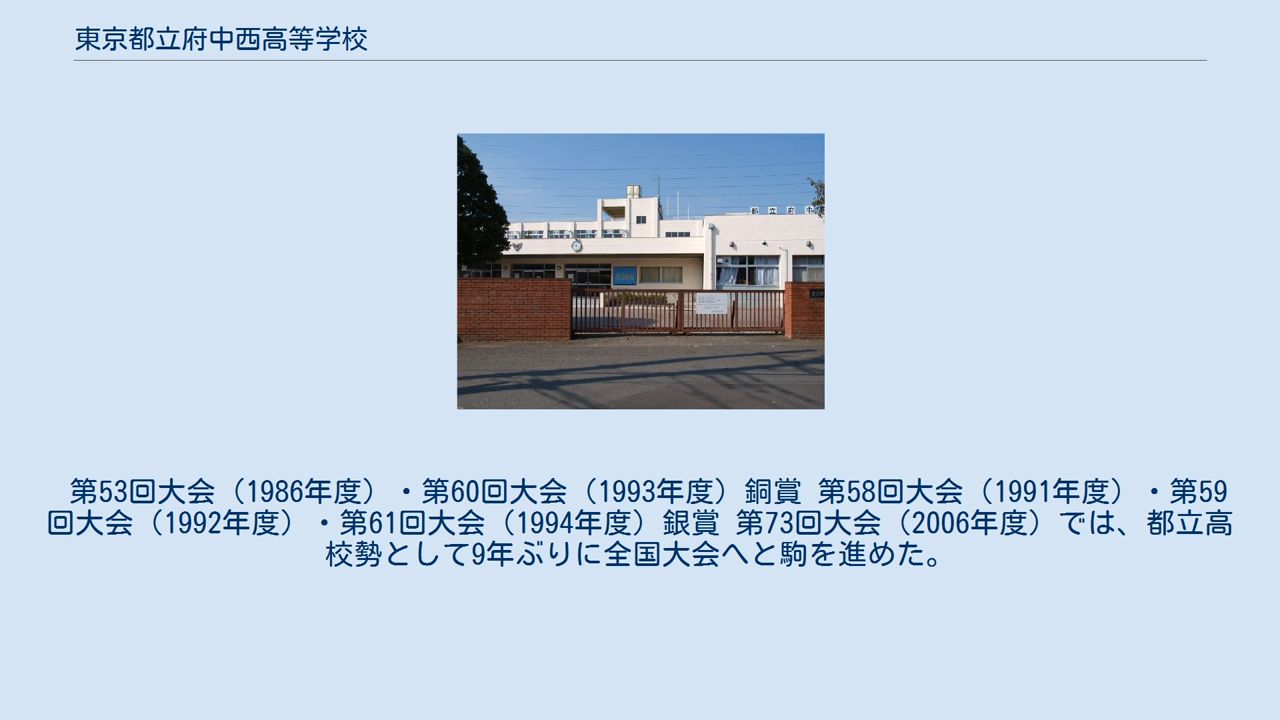 東京都立府中西高等学校
都立府中
第53回大会（1986年度）・第60回大会（1993年度）銅賞 第58回大会（1991年度）・第59
回大会（1992年度）・第61回大会（1994年度）銀賞 第73回大会（2006年度）では、都立高
校勢として9年ぶりに全国大会へと駒を進めた。